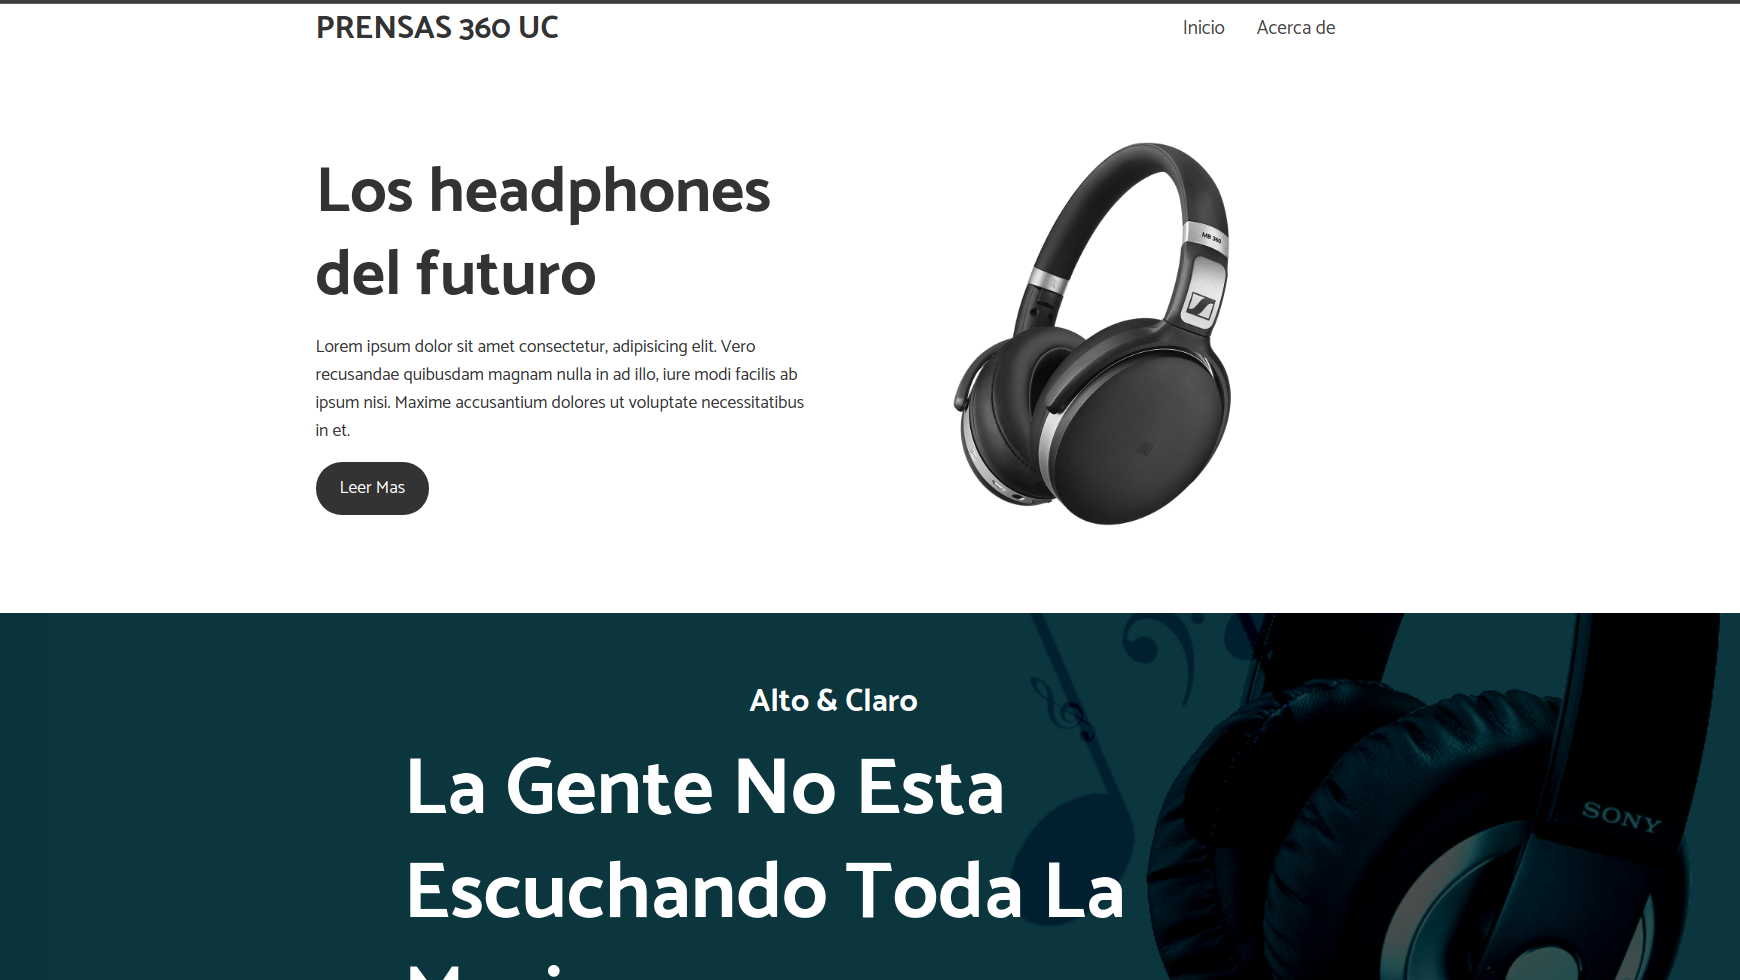 PRENSAS 360 UC
Inicio
Acerca de
Los headphones
del futuro
Lorem ipsum dolor sit amet consectetur, adipisicing elit. Vero
recusandae quibusdam magnam nulla in ad illo, iure modi facilis ab
ipsum nisi. Maxime accusantium dolores ut voluptate necessitatibus
in et.
Leer Mas
MB 360
Alto & Claro
La Gente No Esta
Escuchando Toda La
SONY